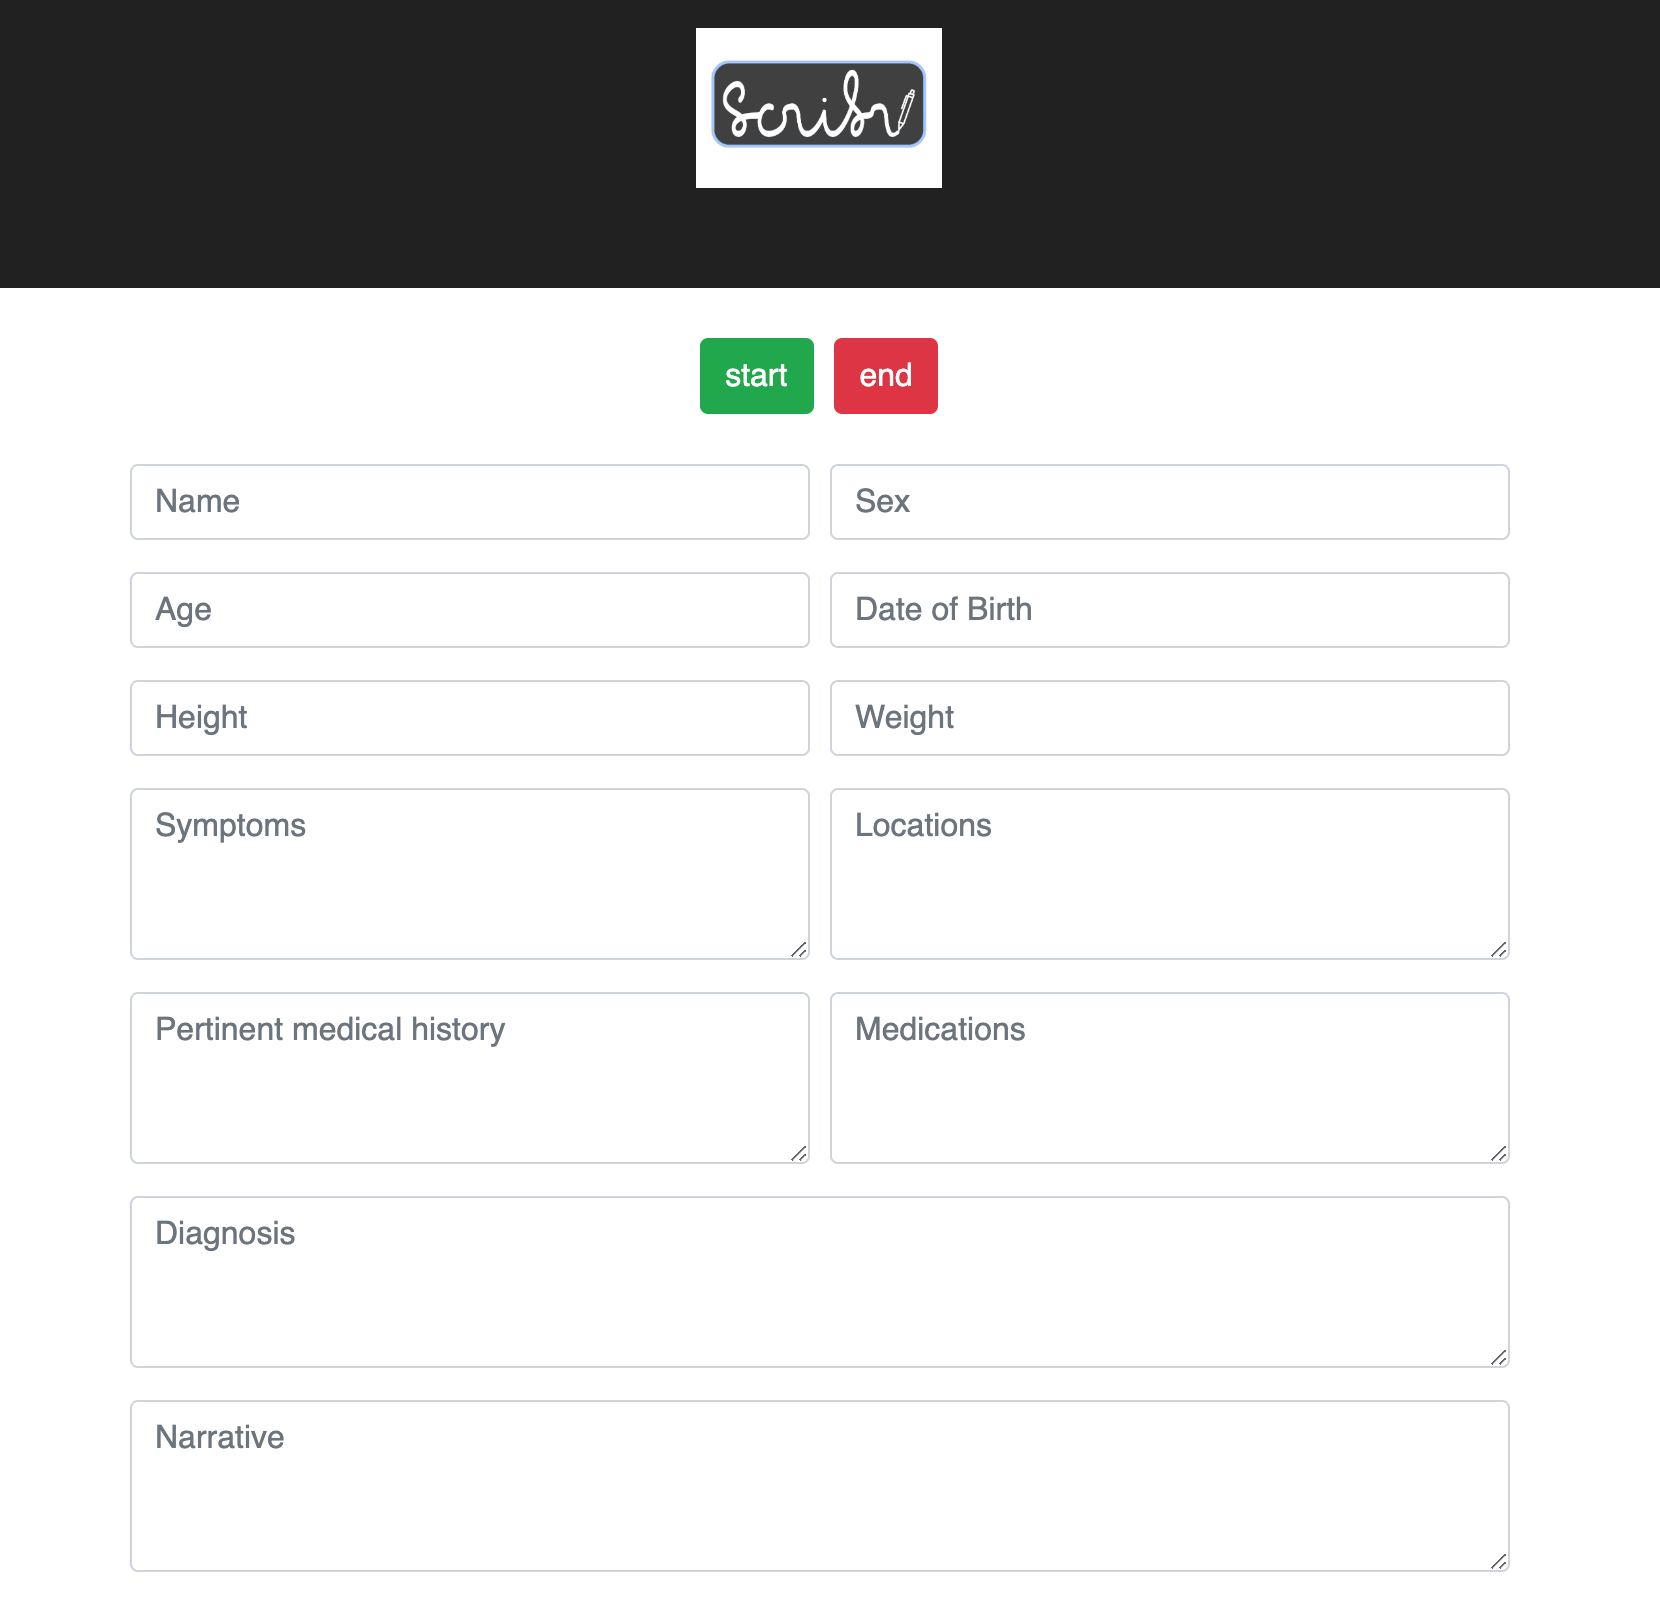 Scribr
start end
Name Sex
Age Date of Birth
Height Weight
Symptoms Locations
Pertinent medical history Medications
Diagnosis
Narrative